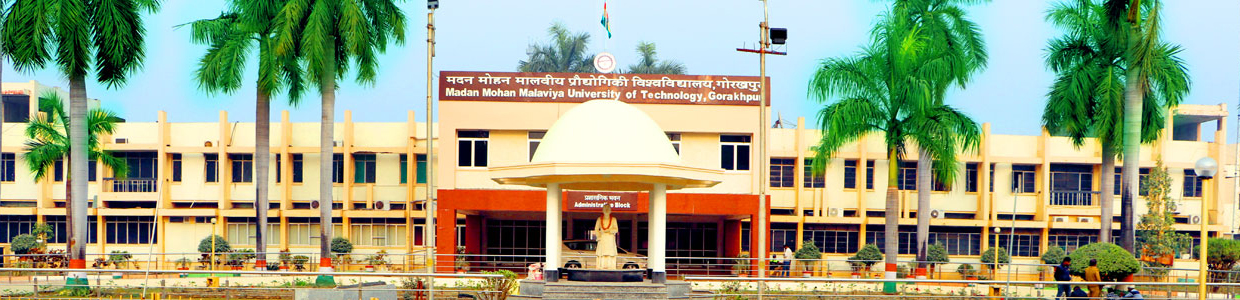 मदन मोहन मालवीय प्रौद्योगिकी विश्वविद्यालय, गोरखपुर
Madan Mohan Malaviya University of Technology, Gorakhpur
प्रशासनिक भवन
Administrative Block